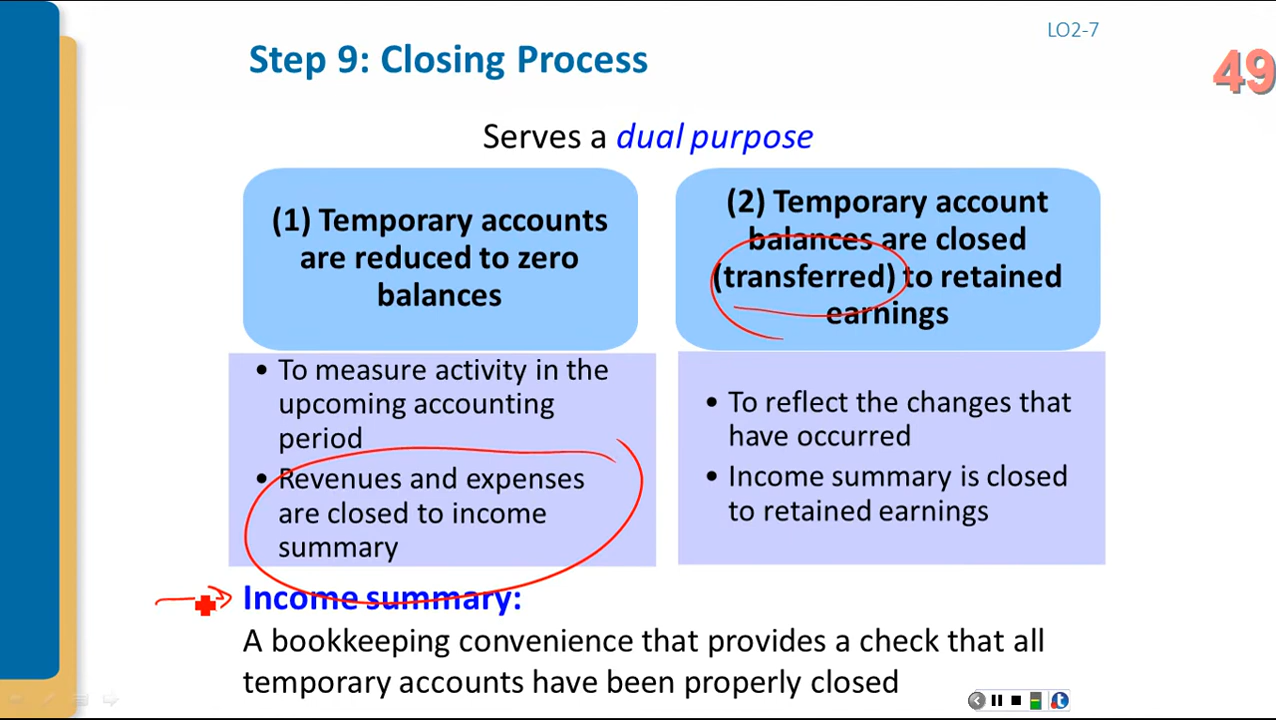 LO2-7
Step 9: Closing Process
49
Serves a dual purpose
(1) Temporary accounts
are reduced to zero
balances
(2) Temporary account
balances are closed
(transferred) to retained
earnings
• To measure activity in the
upcoming accounting
period
• Revenues and expenses
are closed to income
summary
• To reflect the changes that
have occurred
• Income summary is closed
to retained earnings
Income summary:
A bookkeeping convenience that provides a check that all
temporary accounts have been properly closed
t